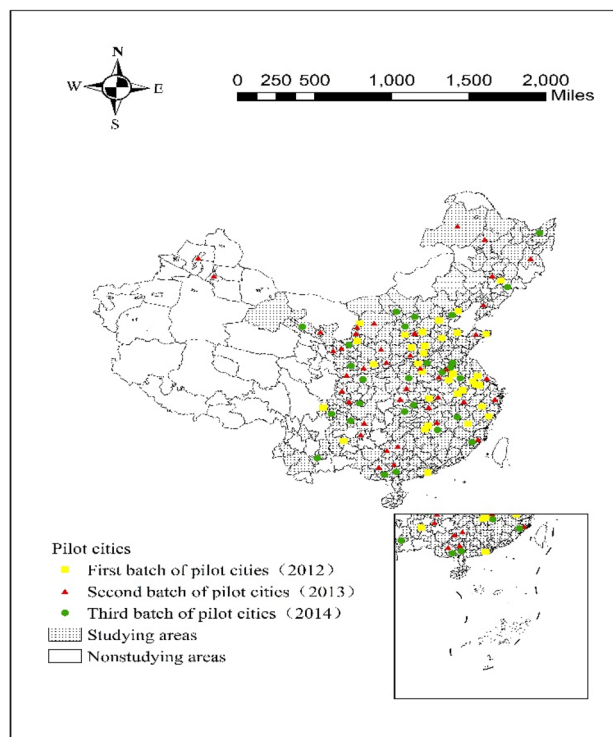 N
W E
S
0 250 500 1,000 1,500 2,000
Miles
Pilot cities
First batch of pilot cities（2012）
Second batch of pilot cities（2013）
Third batch of pilot cities（2014）
Studying areas
Nonstudying areas